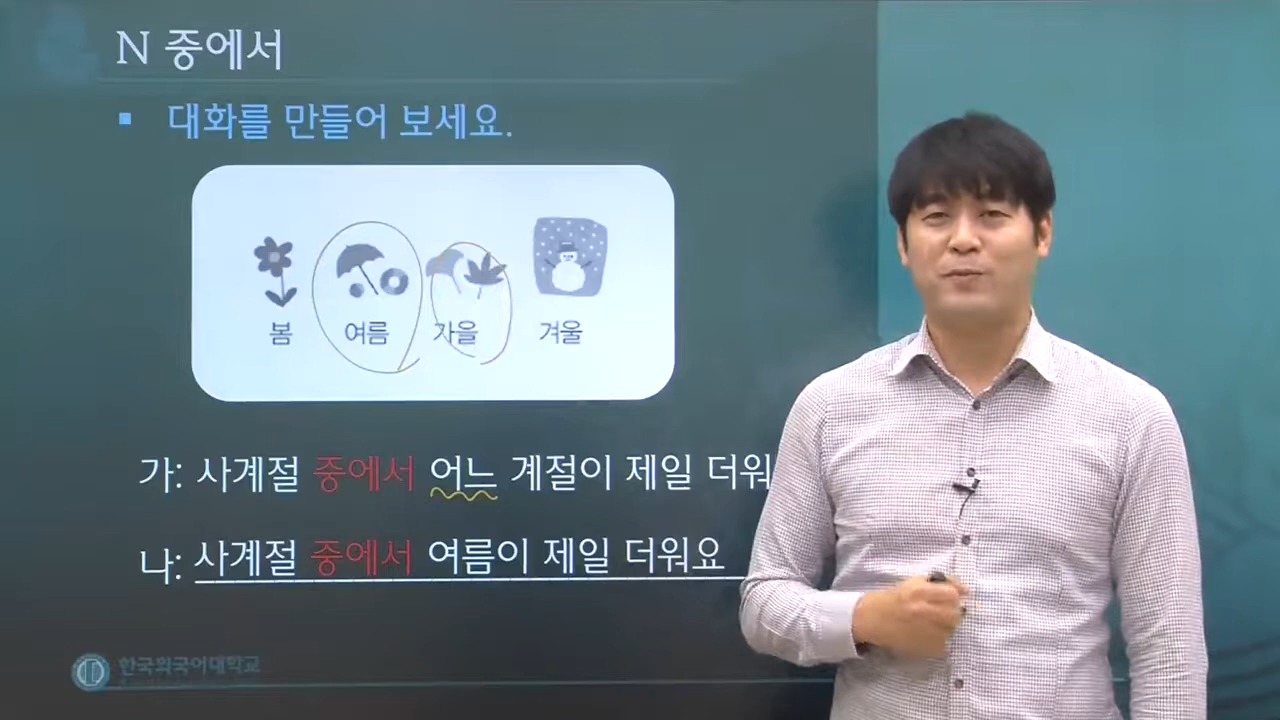 N 중에서
▪ 대화를 만들어 보세요.
봄 여름 가을 겨울
가: 사계절 중에서 어느 계절이 제일 더워
나: 사계절 중에서 여름이 제일 더워요
한국외국어대학교